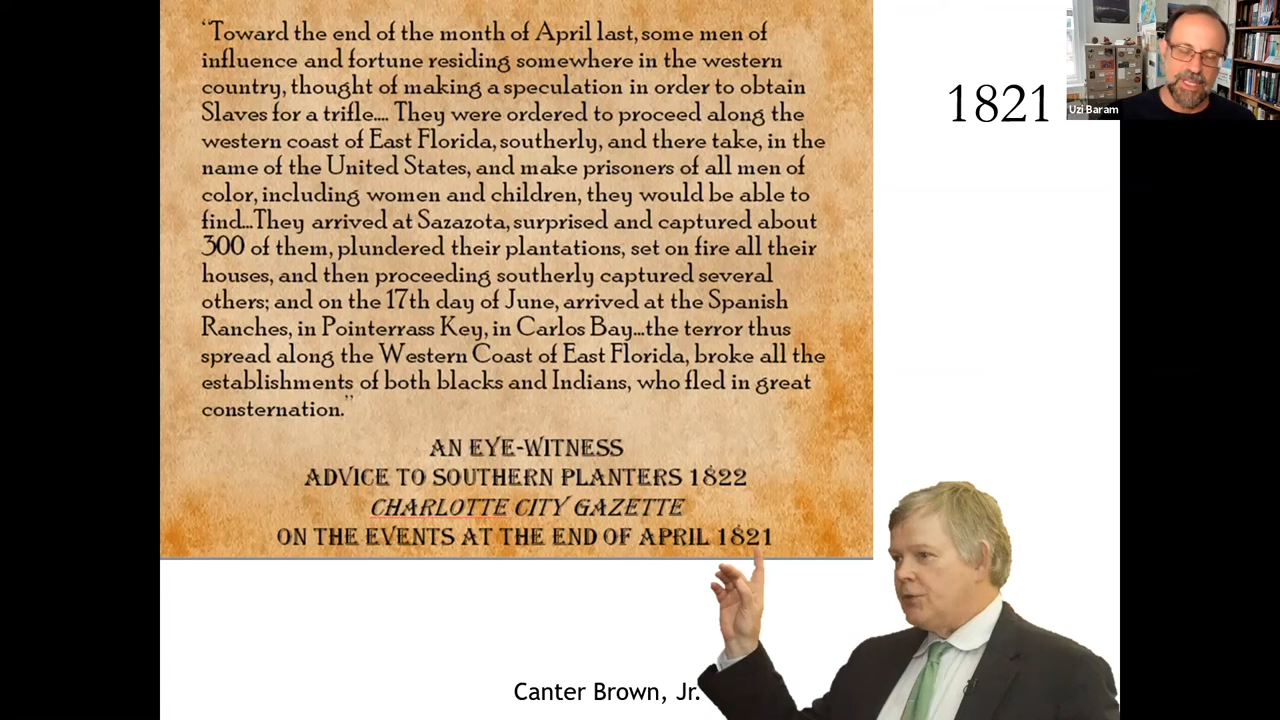 “Toward the end of the month of April last, some men of
influence and fortune residing somewhere in the western
country, thought of making a speculation in order to obtain
Slaves for a trifle.... They were ordered to proceed along the
western coast of East Florida, southerly, and there take, in the
name of the United States, and make prisoners of all men of
color, including women and children, they would be able to
find...They arrived at Sazazota, surprised and captured about
300 of them, plundered their plantations, set on fire all their
houses, and then proceeding southerly captured several
others; and on the 17th day of June, arrived at the Spanish
Ranches, in Pointerrass Key, in Carlos Bay...the terror thus
spread along the Western Coast of East Florida, broke all the
establishments of both blacks and Indians, who fled in great
consternation.”
AN EYE-WITNESS
ADVICE TO SOUTHERN PLANTERS 1822
CHARLOTTE CITY GAZETTE
ON THE EVENTS AT THE END OF APRIL 1821
1821
Uzi Baram
Canter Brown, Jr.